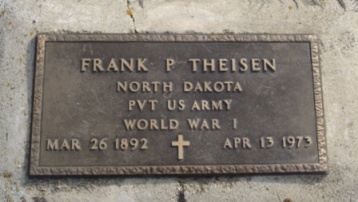 FRANK P THEISEN
NORTH DAKOTA
PVT US ARMY
WORLD WAR I
MAR 26 1892 APR 13 1973